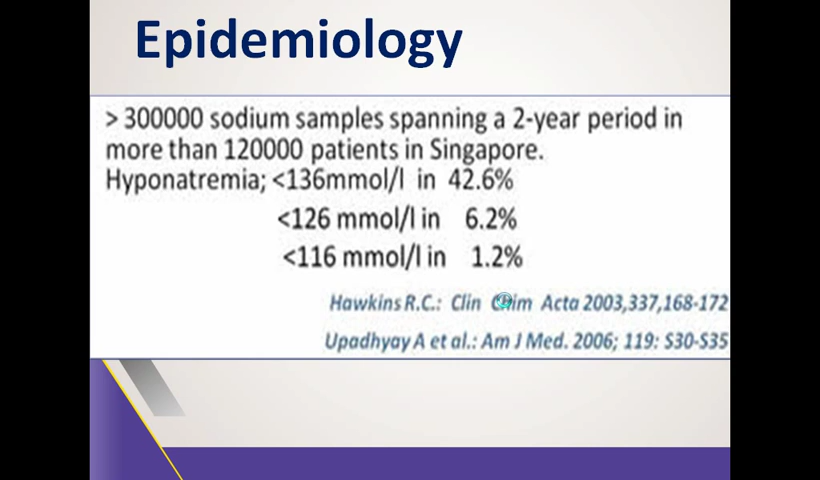 Epidemiology
> 300000 sodium samples spanning a 2-year period in
more than 120000 patients in Singapore.
Hyponatremia; <136mmol/l in 42.6%
<126 mmol/l in 6.2%
<116 mmol/l in 1.2%
Hawkins R.C.: Clin Acta 2003,337,168-172
Upadhyay A et al.: Am J Med. 2006; 119: S30-S35